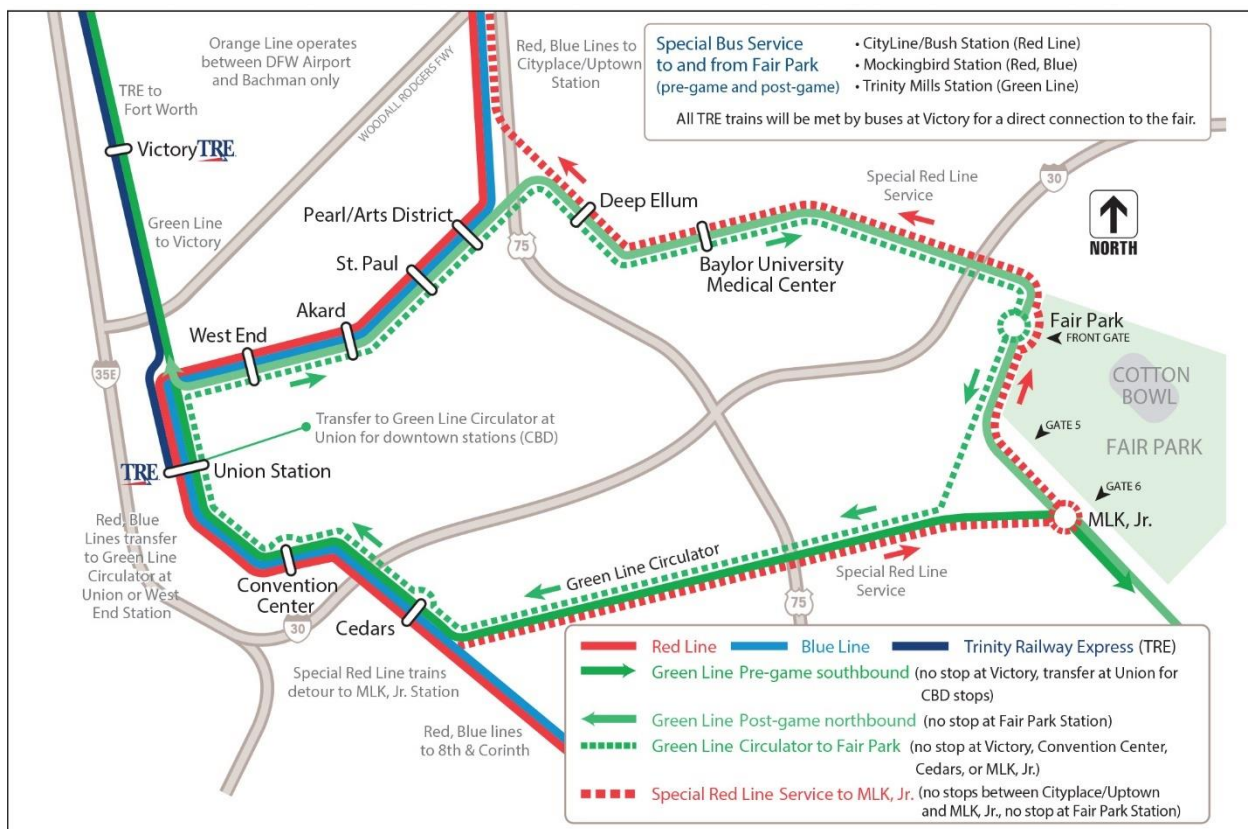 Orange Line operates
between DFW Airport
and Bachman only
Red, Blue Lines to
Cityplace/Uptown
Station
Special Bus Service
to and from Fair Park
(pre-game and post-game)
• CityLine/Bush Station (Red Line)
• Mockingbird Station (Red, Blue)
• Trinity Mills Station (Green Line)
All TRE trains will be met by buses at Victory for a direct connection to the fair.
TRE to
Fort Worth
WOODALL RODGERS FWY
Victory TRE
Green Line
to Victory
Pearl/Arts District
75
Deep Ellum
Special Red Line
Service
30
NORTH
St. Paul
Baylor University
Medical Center
Akard
West End
Fair Park
FRONT GATE
35E
COTTON
BOWL
Transfer to Green Line Circulator at
Union for downtown stations (CBD)
GATE 5
FAIR PARK
TRE
Union Station
GATE 6
MLK, Jr.
Red, Blue
Lines transfer
to Green Line
Circulator at
Union or West
End Station
Convention
Center
Green Line Circulator
Special Red Line
Service
75
30
Cedars
Special Red Line trains
detour to MLK, Jr. Station
Red, Blue lines
to 8th & Corinth
Red Line
Blue Line
Trinity Railway Express (TRE)
Green Line Pre-game southbound (no stop at Victory, transfer at Union for
CBD stops)
Green Line Post-game northbound (no stop at Fair Park Station)
Green Line Circulator to Fair Park (no stop at Victory, Convention Center,
Cedars, or MLK, Jr.)
Special Red Line Service to MLK, Jr. (no stops between Cityplace/Uptown
and MLK, Jr., no stop at Fair Park Station)